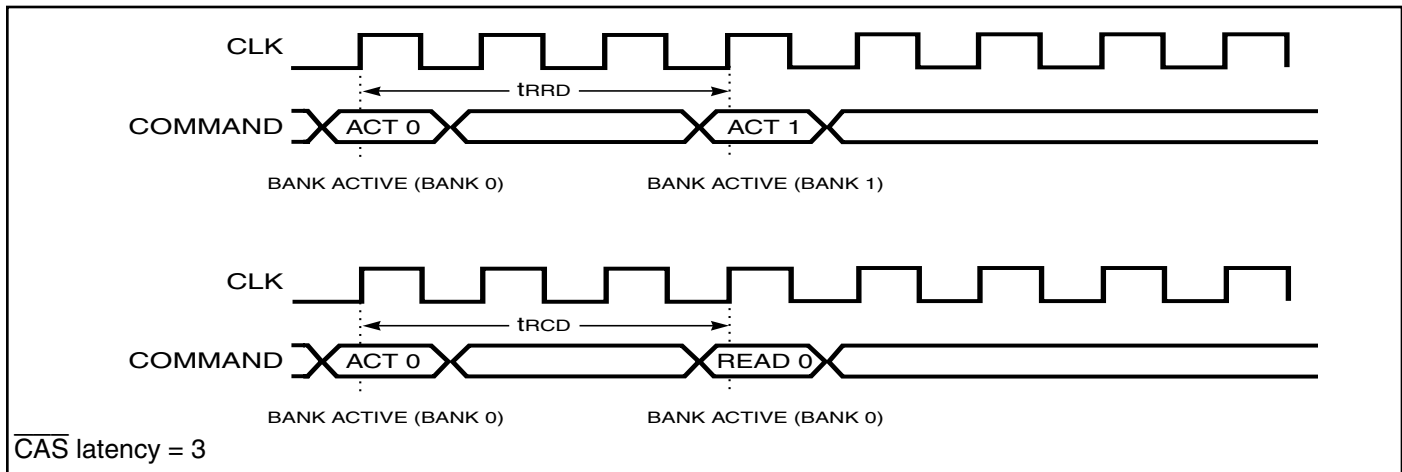 CLK
tRRD
COMMAND ACT 0 ACT 1
BANK ACTIVE (BANK 0) BANK ACTIVE (BANK 1)
CLK
tRCD
COMMAND ACT 0 READ 0
BANK ACTIVE (BANK 0) BANK ACTIVE (BANK 0)
C̅A̅S̅ latency = 3